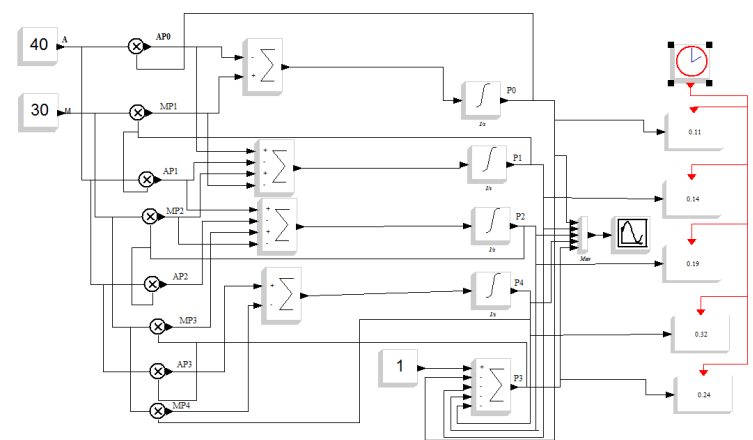 40
A
AP0
-
+
Σ
P0
1/s
30
M
MP1
0.11
+
-
+
-
Σ
P1
1/s
AP1
0.14
MP2
+
-
+
-
Σ
P2
1/s
Mux
0.19
AP2
P4
+
-
Σ
1/s
MP3
0.32
AP3
1
+
-
-
-
-
Σ
P3
0.24
MP4